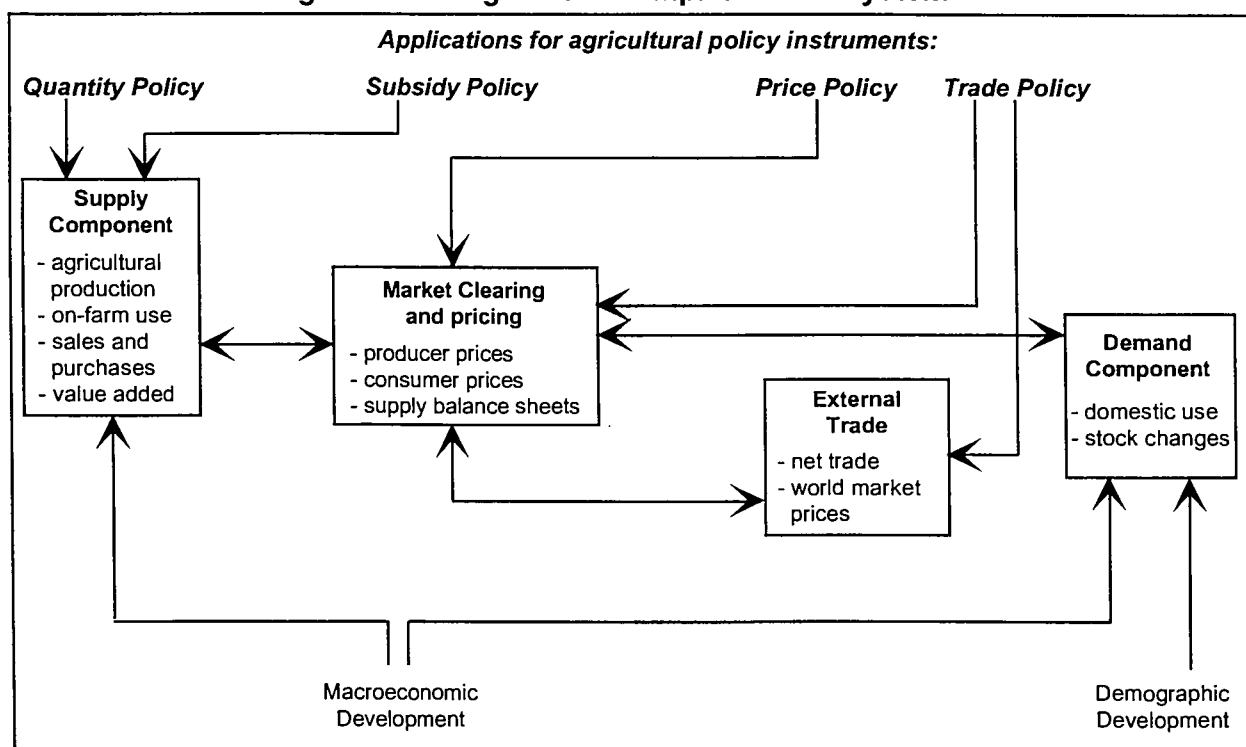 Applications for agricultural policy instruments:
Quantity Policy
Subsidy Policy
Price Policy
Trade Policy
Supply
Component
- agricultural
production
- on-farm use
- sales and
purchases
- value added
Market Clearing
and pricing
- producer prices
- consumer prices
- supply balance sheets
External
Trade
- net trade
- world market
prices
Demand
Component
- domestic use
- stock changes
Macroeconomic
Development
Demographic
Development